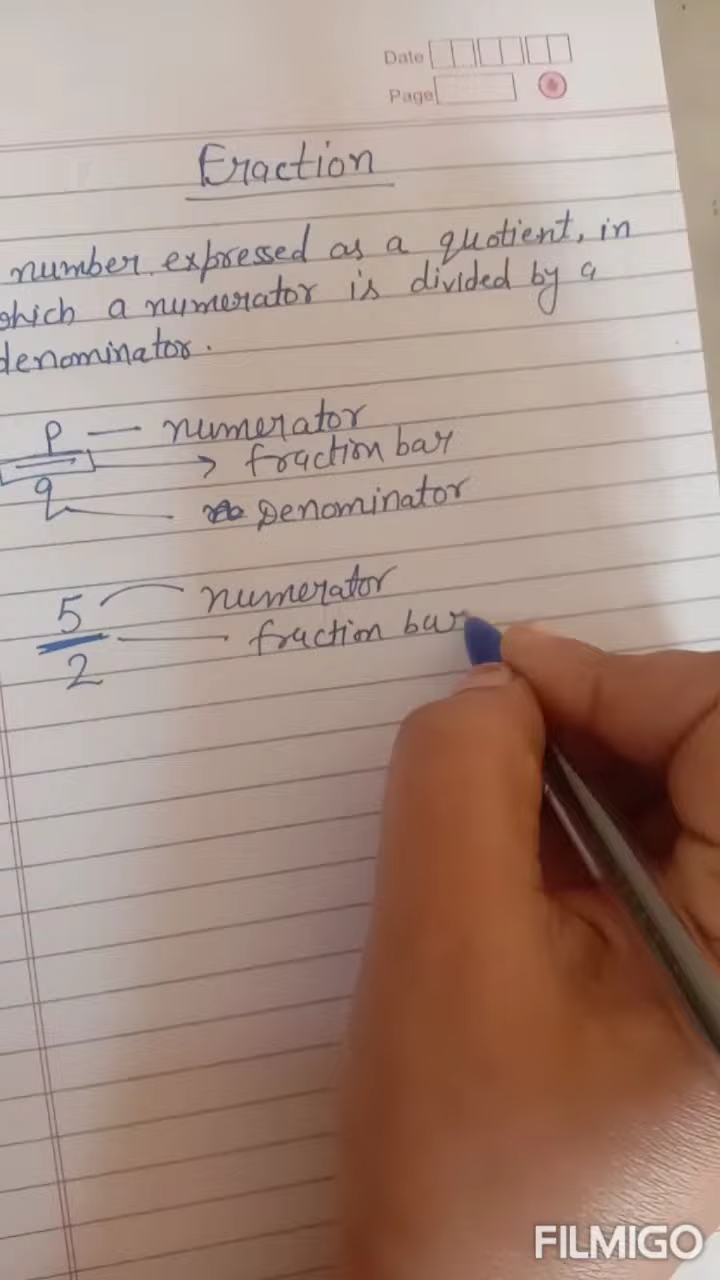 Date
Page
Fraction
number expressed as a quotient, in
which a numerator is divided by a
denominator.
p — numerator
fraction bar
q Denominator
5 numerator
fraction bar
2
FILMIGO